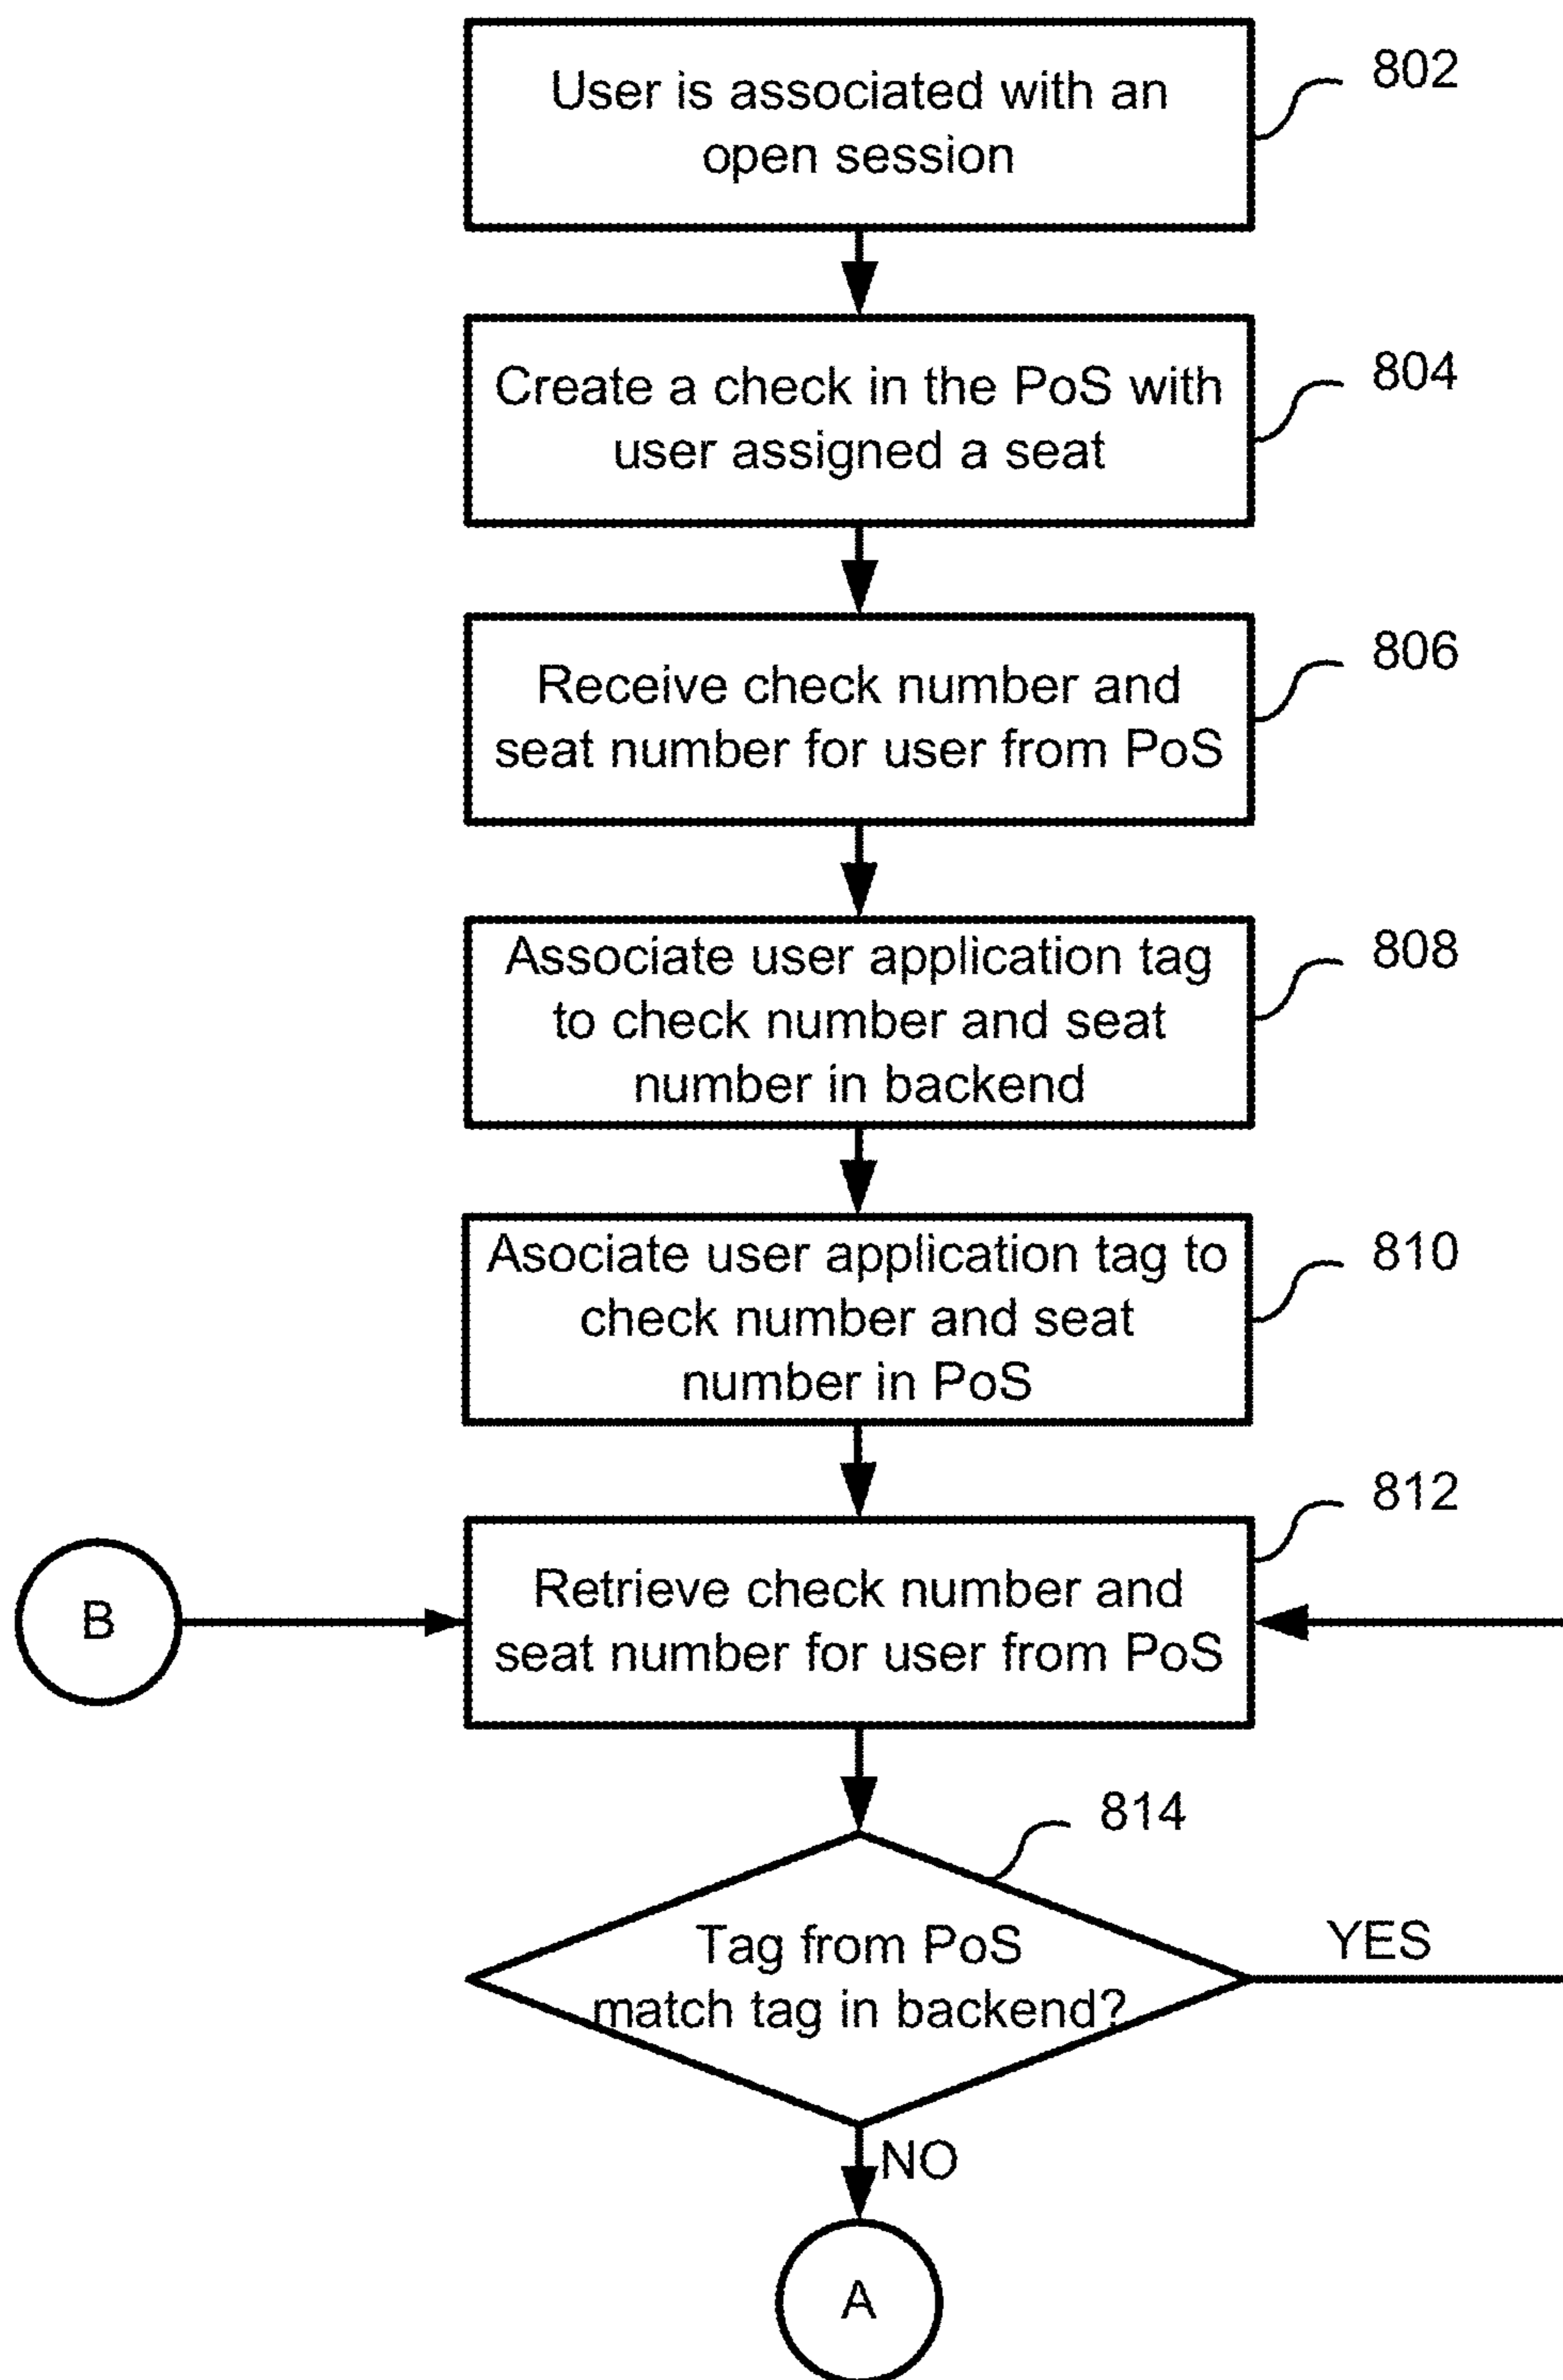 User is associated with an
open session
802
Create a check in the PoS with
user assigned a seat
804
Receive check number and
seat number for user from PoS
806
Associate user application tag
to check number and seat
number in backend
808
Asociate user application tag to
check number and seat
number in PoS
810
812
B
Retrieve check number and
seat number for user from PoS
814
Tag from PoS
match tag in backend?
YES
NO
A